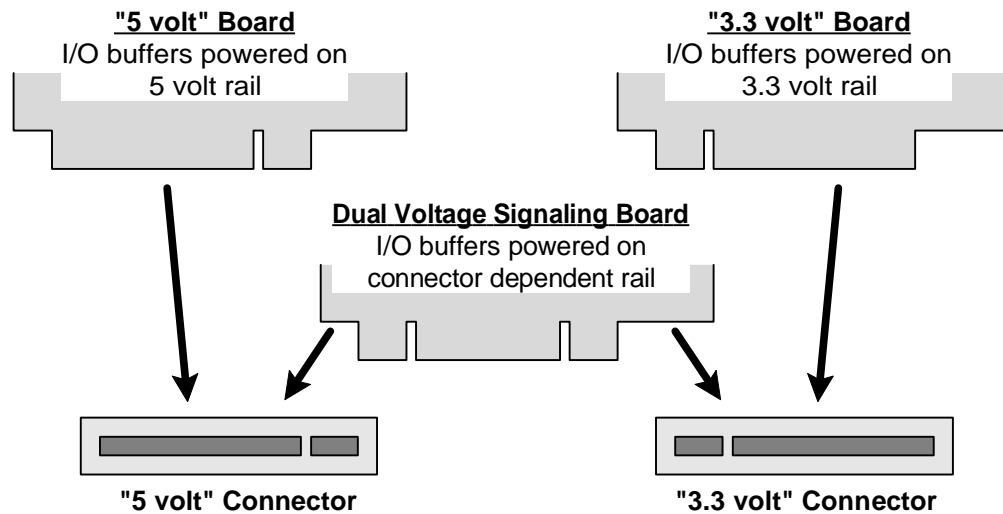 "5 volt" Board
I/O buffers powered on
5 volt rail
"3.3 volt" Board
I/O buffers powered on
3.3 volt rail
Dual Voltage Signaling Board
I/O buffers powered on
connector dependent rail
"5 volt" Connector
"3.3 volt" Connector